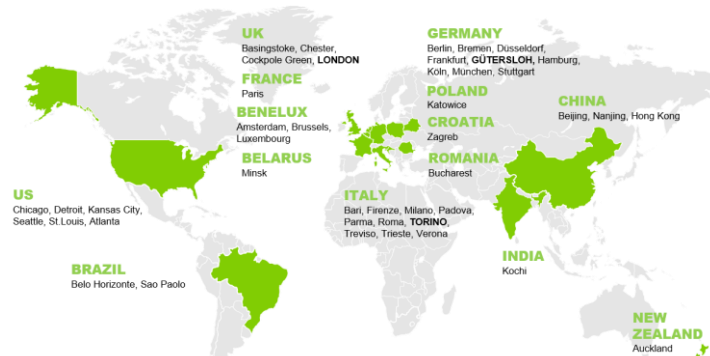 UK
Basingstoke, Chester,
Cockpole Green, LONDON
FRANCE
Paris
BENELUX
Amsterdam, Brussels,
Luxembourg
BELARUS
Minsk
GERMANY
Berlin, Bremen, Düsseldorf,
Frankfurt, GÜTERSLOH, Hamburg,
Köln, München, Stuttgart
POLAND
Katowice
CROATIA
Zagreb
ROMANIA
Bucharest
CHINA
Beijing, Nanjing, Hong Kong
US
Chicago, Detroit, Kansas City,
Seattle, St.Louis, Atlanta
ITALY
Bari, Firenze, Milano, Padova,
Parma, Roma, TORINO,
Treviso, Trieste, Verona
INDIA
Kochi
BRAZIL
Belo Horizonte, Sao Paolo
NEW
ZEALAND
Auckland